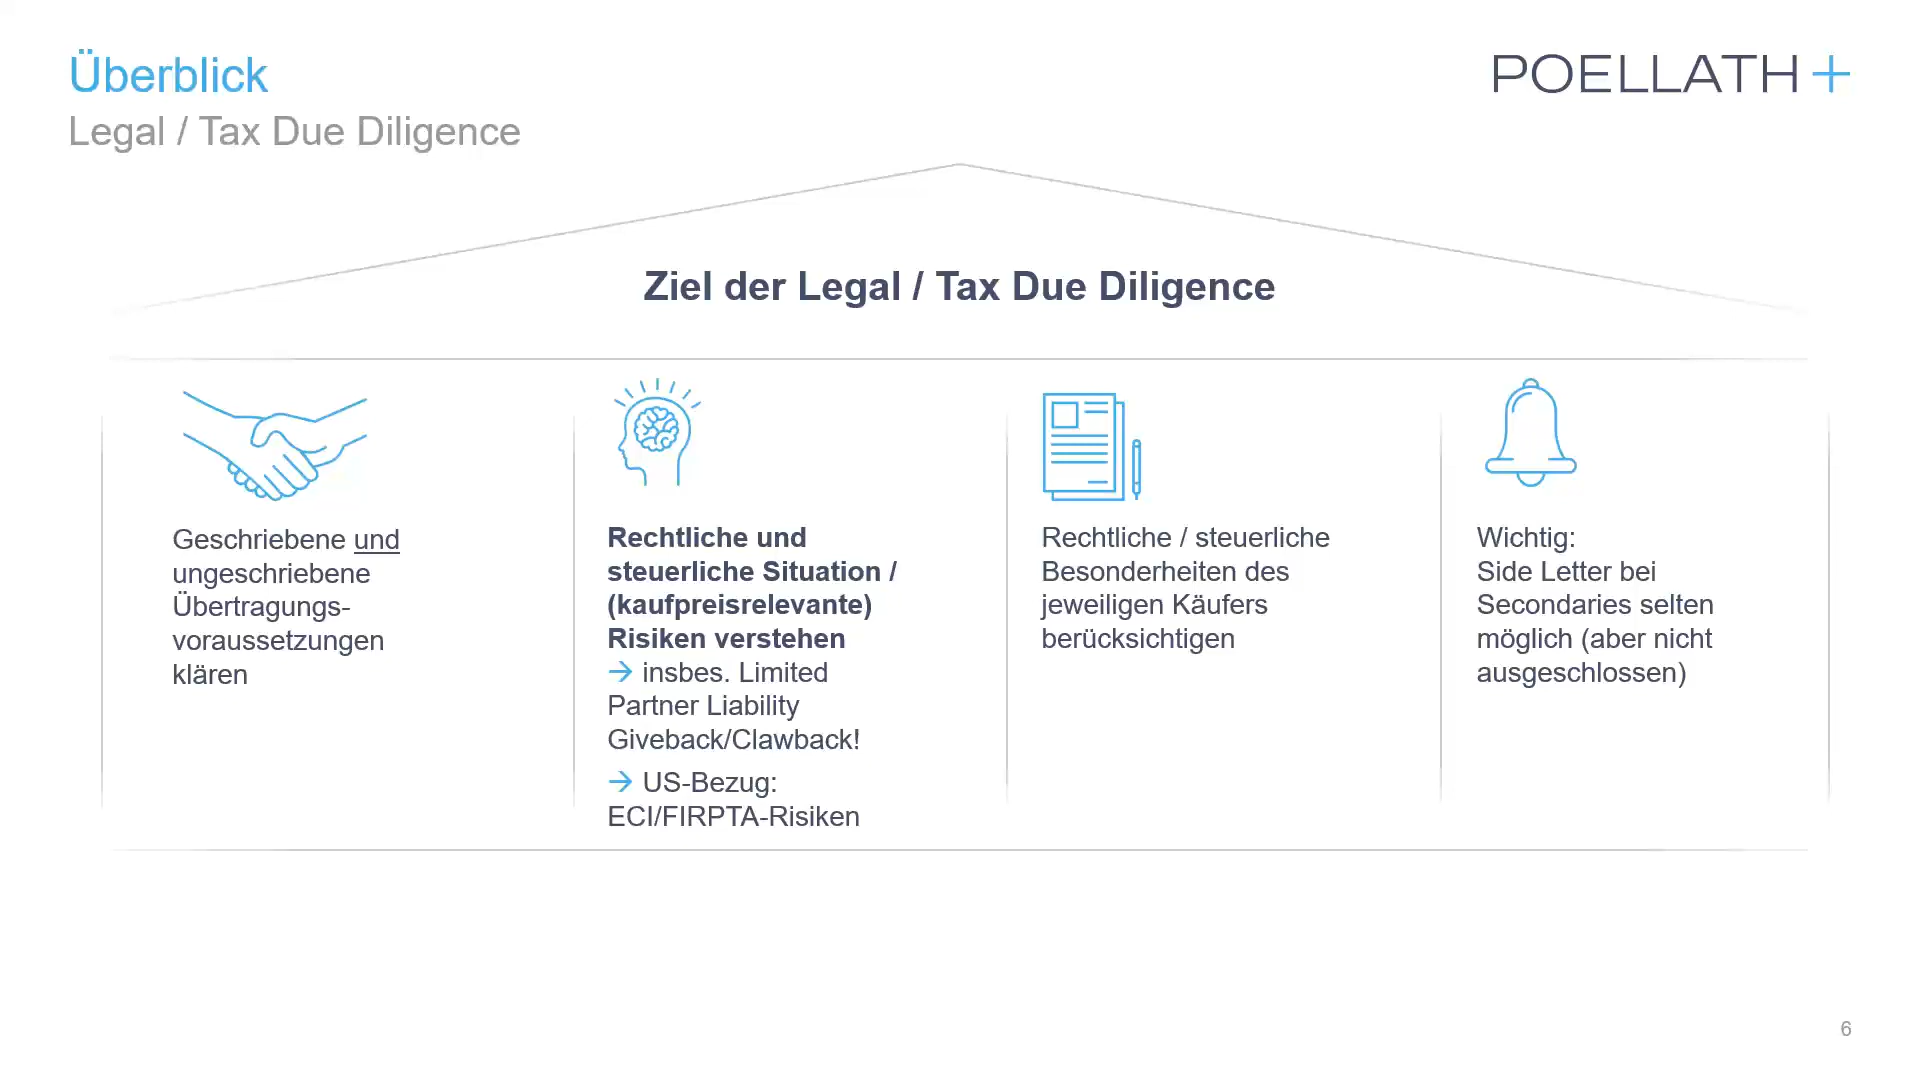 Überblick
Legal / Tax Due Diligence
POELLATH+
Ziel der Legal / Tax Due Diligence
Geschriebene und
ungeschriebene
Übertragungs-
voraussetzungen
klären
Rechtliche und
steuerliche Situation /
(kaufpreisrelevante)
Risiken verstehen
→ insbes. Limited
Partner Liability
Giveback/Clawback!
→ US-Bezug:
ECI/FIRPTA-Risiken
Rechtliche / steuerliche
Besonderheiten des
jeweiligen Käufers
berücksichtigen
Wichtig:
Side Letter bei
Secondaries selten
möglich (aber nicht
ausgeschlossen)
6